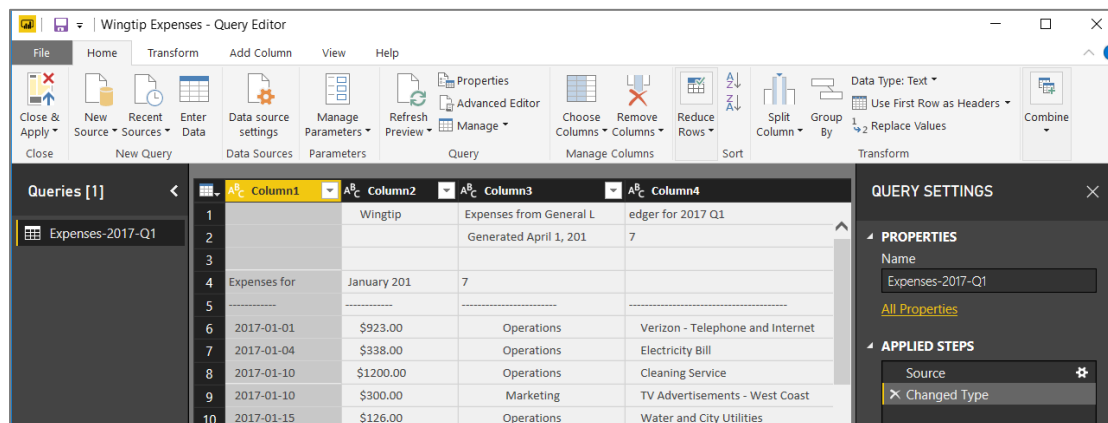 Wingtip Expenses - Query Editor
File Home Transform Add Column View Help
Close & Apply New Source Recent Sources Enter Data Data source settings Manage Parameters Refresh Preview Properties Advanced Editor Manage Choose Columns Remove Columns Reduce Rows Split Column Group By Data Type: Text Use First Row as Headers Replace Values Combine
Close New Query Data Sources Parameters Query Manage Columns Sort Transform
Queries [1]
Expenses-2017-Q1
Column1 Column2 Column3 Column4
1 Wingtip Expenses from General L edger for 2017 Q1
2 Generated April 1, 201 7
3
4 Expenses for January 201 7
5 ------------ ------------ ------------------------ ----------------------------------------
6 2017-01-01 $923.00 Operations Verizon - Telephone and Internet
7 2017-01-04 $338.00 Operations Electricity Bill
8 2017-01-10 $1200.00 Operations Cleaning Service
9 2017-01-10 $300.00 Marketing TV Advertisements - West Coast
10 2017-01-15 $126.00 Operations Water and City Utilities
QUERY SETTINGS
PROPERTIES
Name
Expenses-2017-Q1
All Properties
APPLIED STEPS
Source
Changed Type